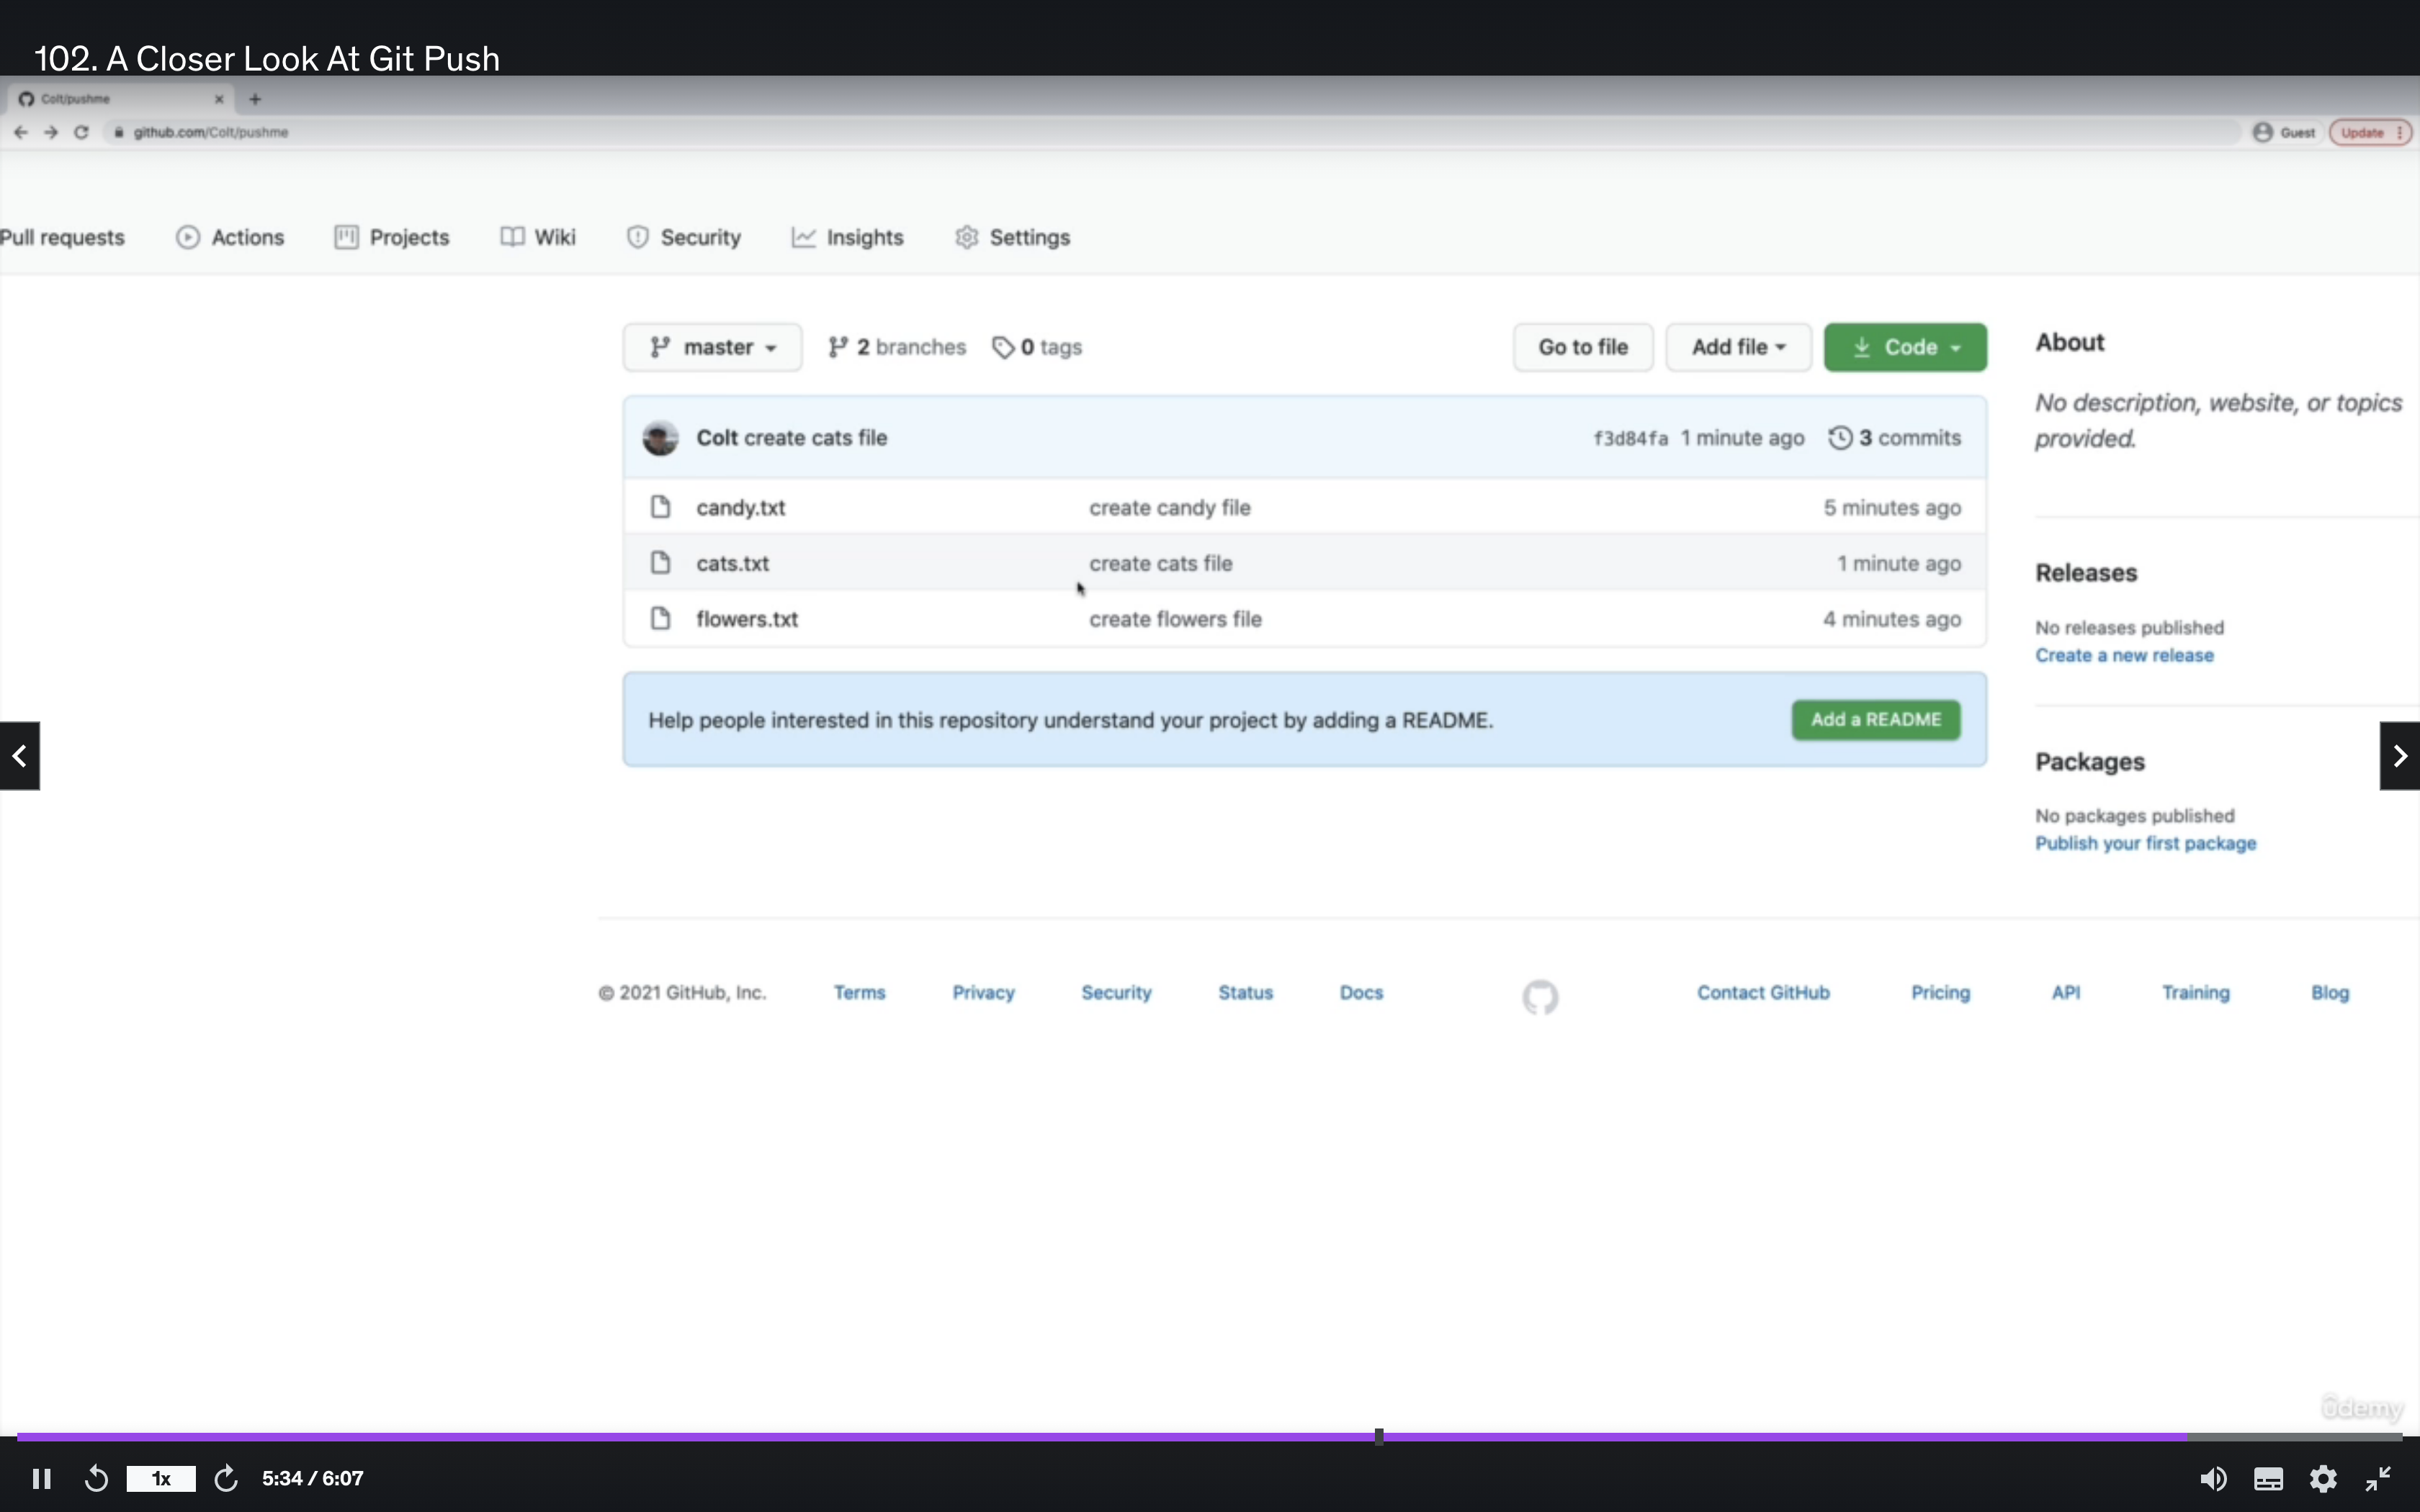 102. A Closer Look At Git Push
Colt/pushme
github.com/Colt/pushme
Guest
Update
Pull requests
Actions
Projects
Wiki
Security
Insights
Settings
master
2 branches
0 tags
Go to file
Add file
Code
About
No description, website, or topics
provided.
Colt create cats file
f3d84fa 1 minute ago
3 commits
candy.txt create candy file 5 minutes ago
cats.txt create cats file 1 minute ago
flowers.txt create flowers file 4 minutes ago
Releases
No releases published
Create a new release
Help people interested in this repository understand your project by adding a README.
Add a README
Packages
No packages published
Publish your first package
© 2021 GitHub, Inc.
Terms
Privacy
Security
Status
Docs
Contact GitHub
Pricing
API
Training
Blog
ûdemy
1x
5:34 / 6:07